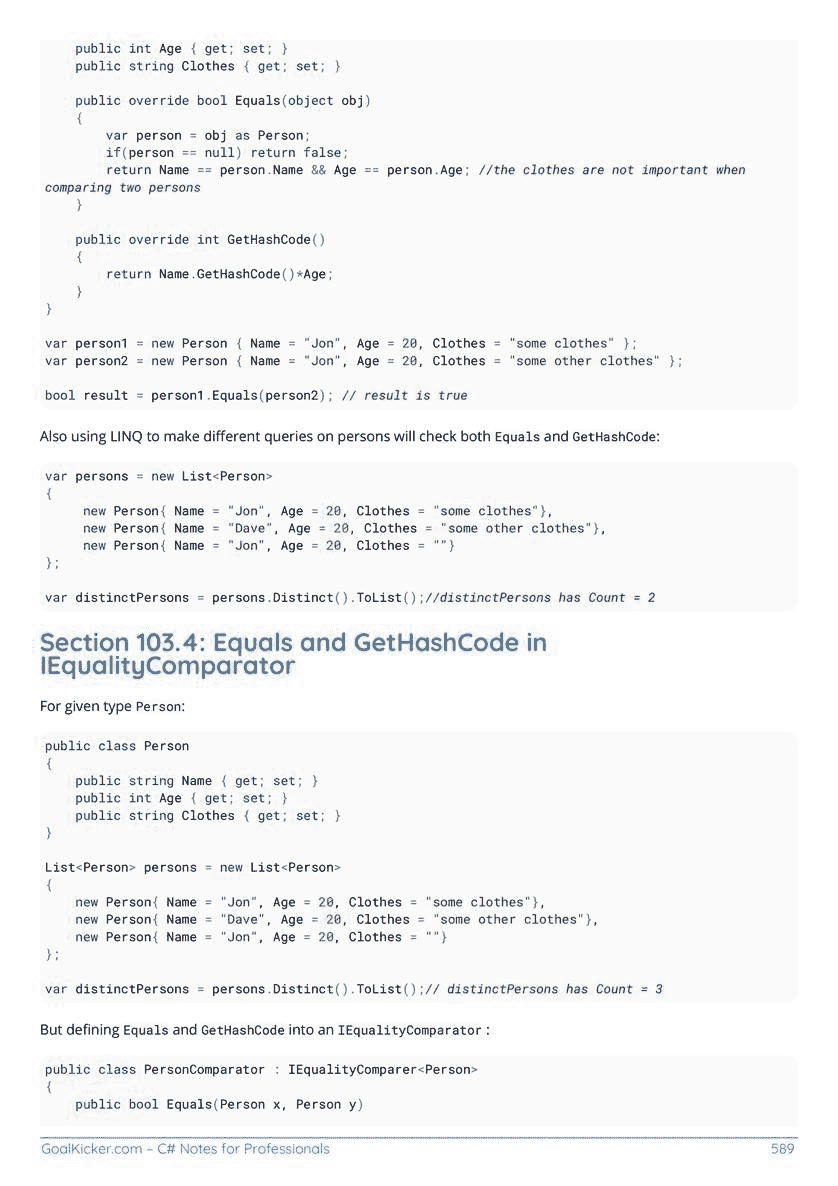 public int Age { get; set; }
    public string Clothes { get; set; }

    public override bool Equals(object obj)
    {
        var person = obj as Person;
        if(person == null) return false;
        return Name == person.Name && Age == person.Age; //the clothes are not important when
comparing two persons
    }

    public override int GetHashCode()
    {
        return Name.GetHashCode()*Age;
    }
}

var person1 = new Person { Name = "Jon", Age = 20, Clothes = "some clothes" };
var person2 = new Person { Name = "Jon", Age = 20, Clothes = "some other clothes" };

bool result = person1.Equals(person2); // result is true

Also using LINQ to make different queries on persons will check both Equals and GetHashCode:

var persons = new List<Person>
{
     new Person{ Name = "Jon", Age = 20, Clothes = "some clothes"},
     new Person{ Name = "Dave", Age = 20, Clothes = "some other clothes"},
     new Person{ Name = "Jon", Age = 20, Clothes = ""}
};

var distinctPersons = persons.Distinct().ToList();//distinctPersons has Count = 2

Section 103.4: Equals and GetHashCode in
IEqualityComparator

For given type Person:

public class Person
{
    public string Name { get; set; }
    public int Age { get; set; }
    public string Clothes { get; set; }
}

List<Person> persons = new List<Person>
{
    new Person{ Name = "Jon", Age = 20, Clothes = "some clothes"},
    new Person{ Name = "Dave", Age = 20, Clothes = "some other clothes"},
    new Person{ Name = "Jon", Age = 20, Clothes = ""}
};

var distinctPersons = persons.Distinct().ToList();// distinctPersons has Count = 3

But defining Equals and GetHashCode into an IEqualityComparator :

public class PersonComparator : IEqualityComparer<Person>
{
    public bool Equals(Person x, Person y)

GoalKicker.com – C# Notes for Professionals
589